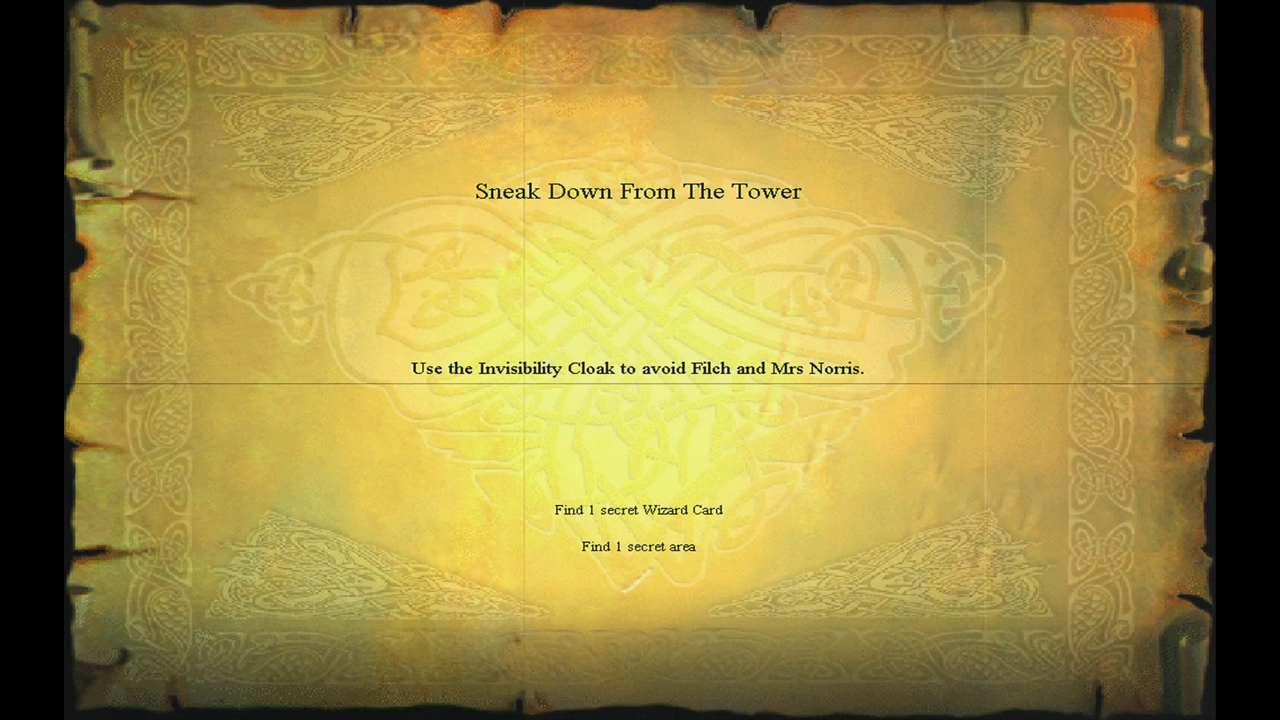 Sneak Down From The Tower
Use the Invisibility Cloak to avoid Filch and Mrs Norris.
Find 1 secret Wizard Card
Find 1 secret area